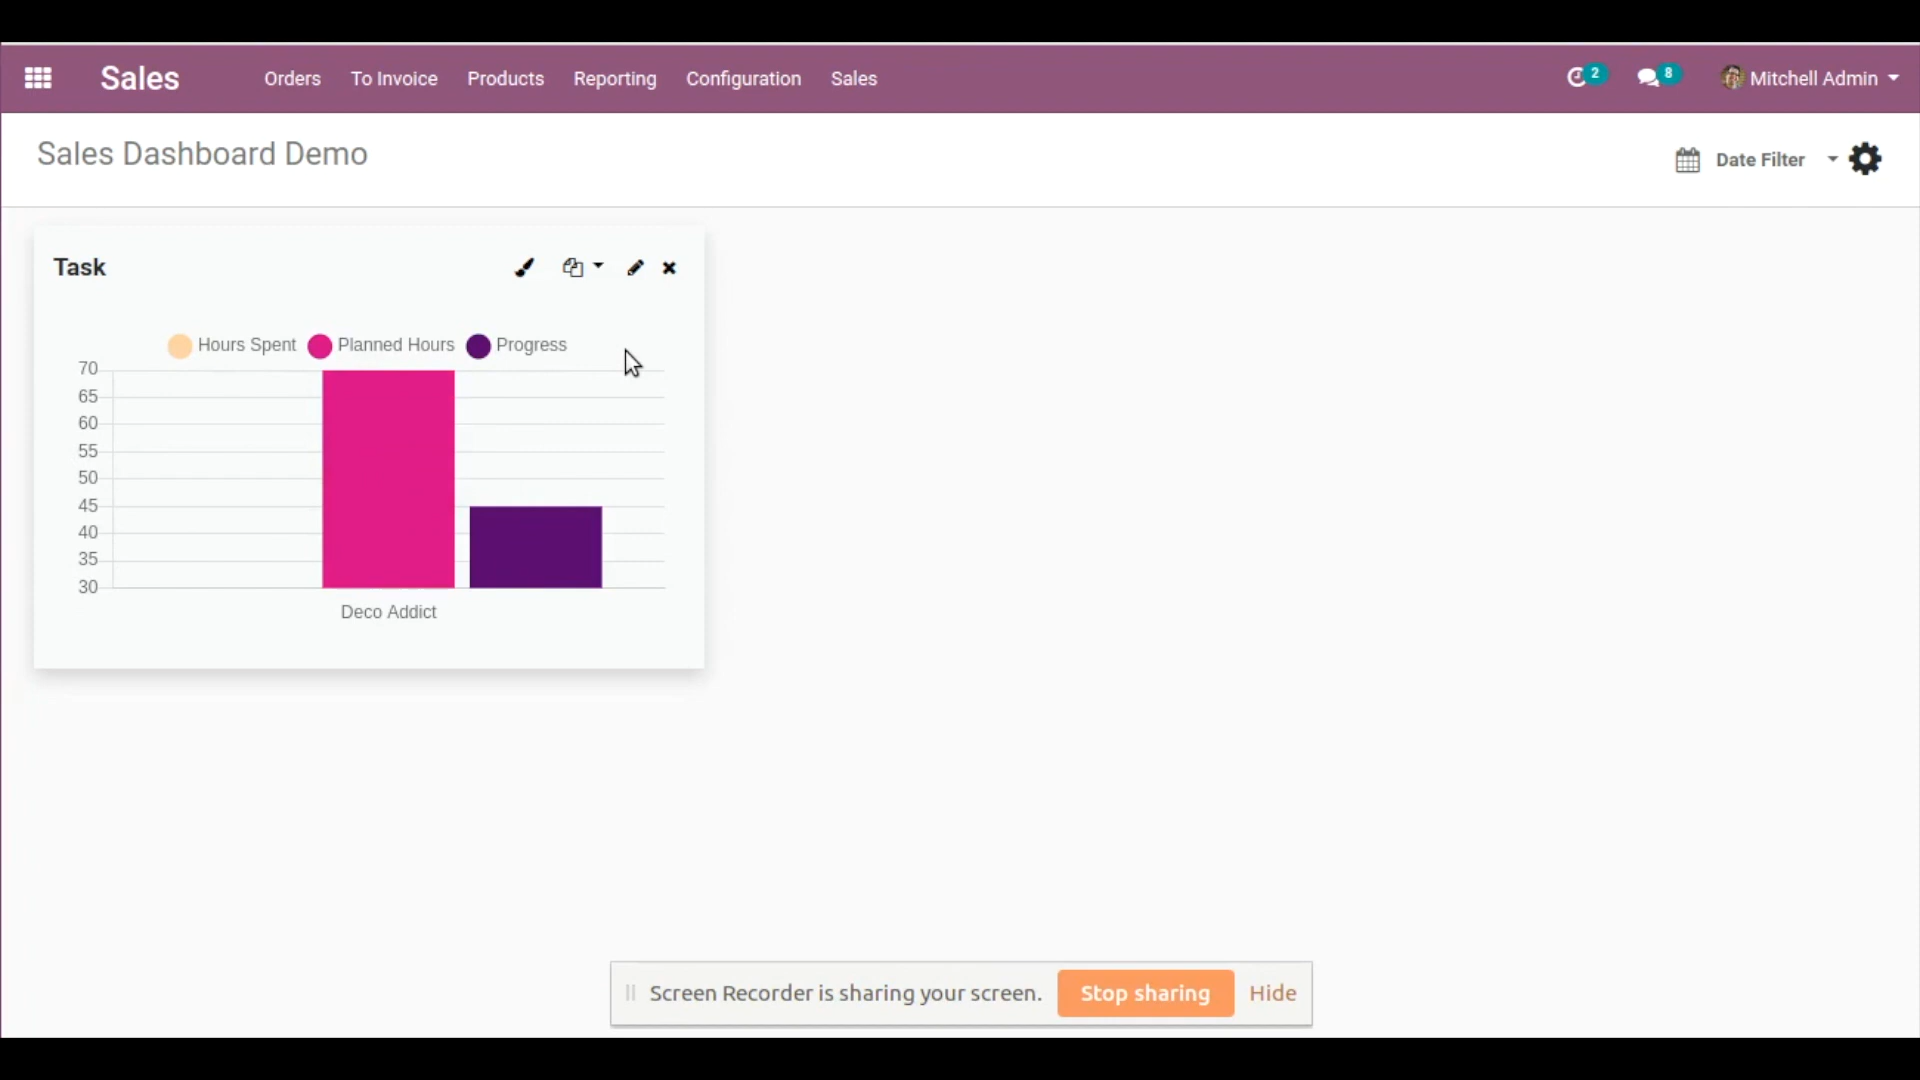 Sales Orders To Invoice Products Reporting Configuration Sales 2 8 Mitchell Admin
Sales Dashboard Demo
Date Filter
Task
Hours Spent Planned Hours Progress
70
65
60
55
50
45
40
35
30
Deco Addict
Screen Recorder is sharing your screen. Stop sharing Hide